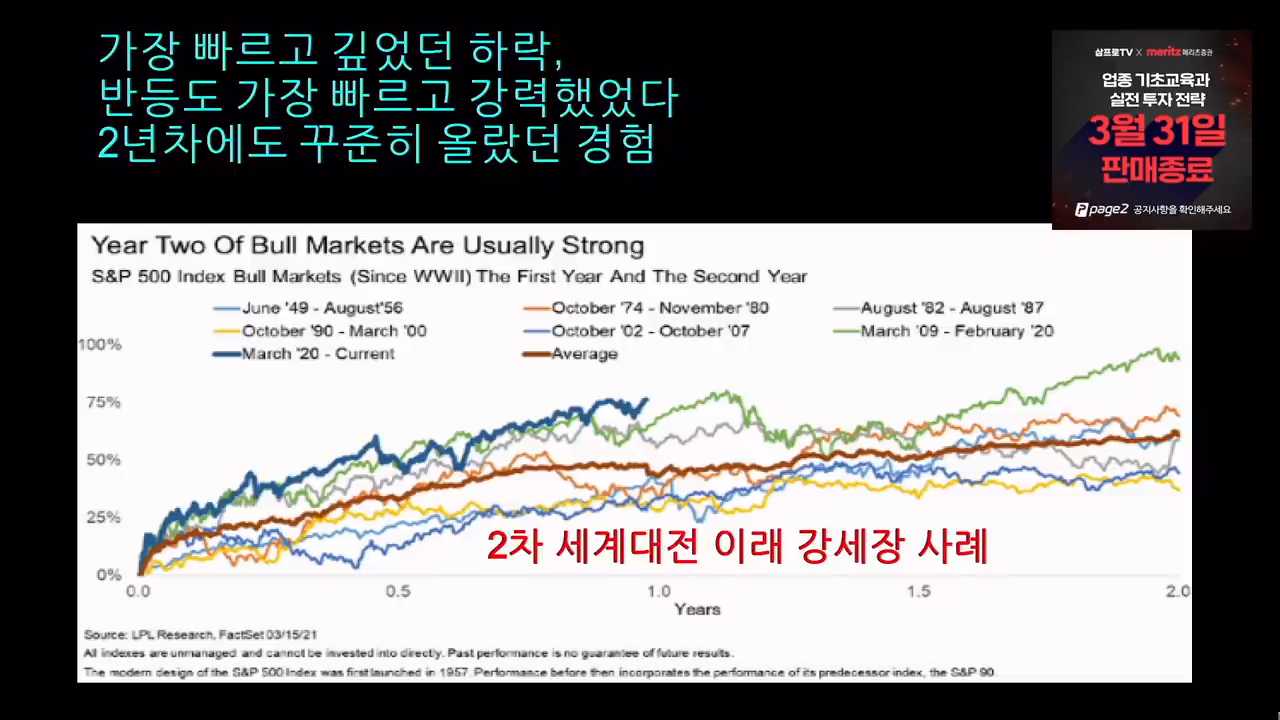 가장 빠르고 깊었던 하락,
반등도 가장 빠르고 강력했었다
2년차에도 꾸준히 올랐던 경험
삼프로TV X meritz 메리츠증권
업종 기초교육과
실전 투자 전략
3월 31일
판매종료
page2 공지사항을 확인해주세요
Year Two Of Bull Markets Are Usually Strong
S&P 500 Index Bull Markets (Since WWII) The First Year And The Second Year
June '49 - August'56 October '74 - November '80 August '82 - August '87
October '90 - March '00 October '02 - October '07 March '09 - February '20
March '20 - Current Average
100%
75%
50%
25%
0%
2차 세계대전 이래 강세장 사례
0.0 0.5 1.0 1.5 2.0
Years
Source: LPL Research, FactSet 03/15/21
All indexes are unmanaged and cannot be invested into directly. Past performance is no guarantee of future results.
The modern design of the S&P 500 Index was first launched in 1957. Performance before then incorporates the performance of its predecessor index, the S&P 90.